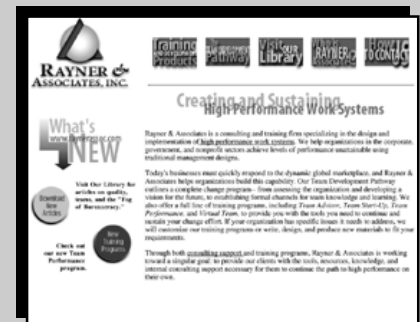 RAYNER &
ASSOCIATES, INC.
Training
Products
TEAM DEVELOPMENT
Pathway
Visit OUR
Library
RAYNER &
Associates
How
TO CONTACT
Creating and Sustaining
High Performance Work Systems
What's
www.raynerassoc.com
NEW
Visit Our Library for
articles on quality,
teams, and the "Fog
of Bureaucracy."
Download
New
Articles
New
Training
Programs
Check out
our new Team
Performance
program.
Rayner & Associates is a consulting and training firm specializing in the design and
implementation of high performance work systems. We help organizations in the corporate,
government, and nonprofit sectors achieve levels of performance unattainable using
traditional management designs.
Today's businesses must quickly respond to the dynamic global marketplace, and Rayner &
Associates helps organizations build this capability. Our Team Development Pathway
outlines a complete change program - from assessing the organization and developing a
vision for the future, to establishing formal channels for team knowledge and learning. We
also offer a full line of training programs, including Team Advisor, Team Start-Up, Team
Performance, and Virtual Team, to provide you with the tools you need to continue and
sustain your change effort. If your organization has specific issues it needs to address, we
will customize our training programs or write, design, and produce new materials to fit your
requirements.
Through both consulting support and training programs, Rayner & Associates is working
toward a singular goal: to provide our clients with the tools, resources, knowledge, and
internal consulting support necessary for them to continue the path to high performance on
their own.